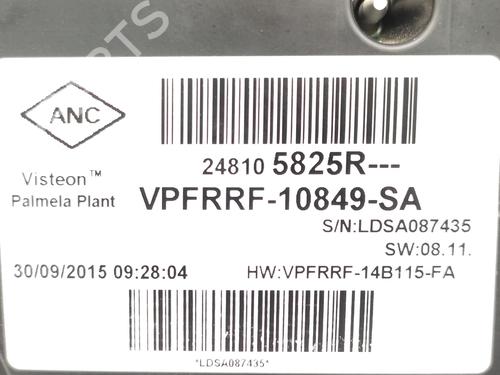 PARTS
ANC
24810 5825R---
Visteon™
Palmela Plant
VPFRRF-10849-SA
S/N:LDSA087435
SW:08.11.
30/09/2015 09:28:04
HW:VPFRRF-14B115-FA
*LDSA087435*